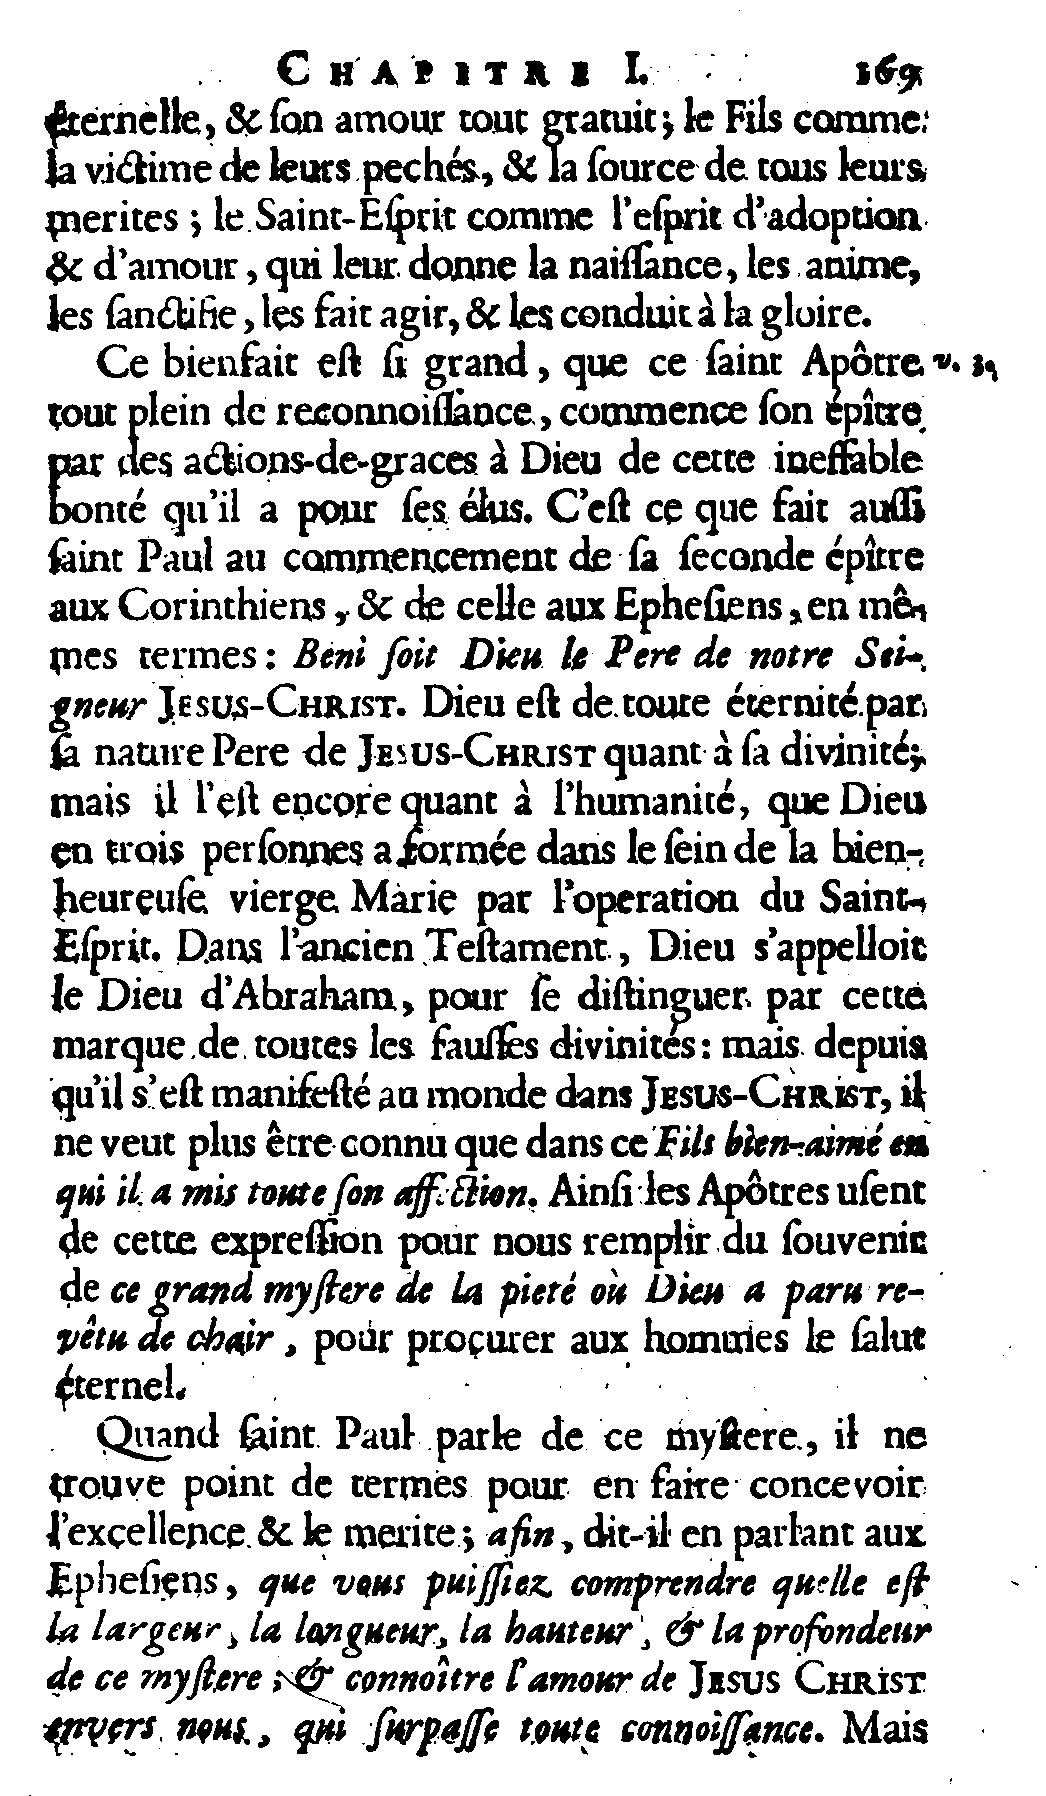 CHAPITRE I. 169
éternelle, & ſon amour tout gratuit; le Fils comme
la victime de leurs pechés, & la ſource de tous leurs
merites; le Saint-Eſprit comme l'eſprit d'adoption
& d'amour, qui leur donne la naiſſance, les anime,
les ſanctifie, les fait agir, & les conduit à la gloire.
Ce bienfait eſt ſi grand, que ce ſaint Apôtre v. 3.
tout plein de reconnoiſſance, commence ſon épître
par des actions-de-graces à Dieu de cette ineffable
bonté qu'il a pour ſes élus. C'eſt ce que fait auſſi
ſaint Paul au commencement de ſa ſeconde épître
aux Corinthiens, & de celle aux Epheſiens, en mê-
mes termes: Beni ſoit Dieu le Pere de notre Sei-
gneur JESUS-CHRIST. Dieu eſt de toute éternité par
ſa nature Pere de JESUS-CHRIST quant à ſa divinité;
mais il l'eſt encore quant à l'humanité, que Dieu
en trois perſonnes a formée dans le ſein de la bien-
heureuſe vierge Marie par l'operation du Saint-
Eſprit. Dans l'ancien Teſtament, Dieu s'appelloit
le Dieu d'Abraham, pour ſe diſtinguer par cette
marque de toutes les fauſſes divinités: mais depuis
qu'il s'eſt manifeſté au monde dans JESUS-CHRIST, il
ne veut plus être connu que dans ce Fils bien-aimé en
qui il a mis toute ſon affection. Ainſi les Apôtres uſent
de cette expreſſion pour nous remplir du ſouvenir
de ce grand myſtere de la pieté où Dieu a paru re-
vêtu de chair, pour procurer aux hommes le ſalut
éternel.
Quand ſaint Paul parle de ce myſtere, il ne
trouve point de termes pour en faire concevoir
l'excellence & le merite; afin, dit-il en parlant aux
Epheſiens, que vous puiſſiez comprendre quelle eſt
la largeur, la longueur, la hauteur, & la profondeur
de ce myſtere; & connoître l'amour de JESUS CHRIST
envers nous, qui ſurpaſſe toute connoiſſance. Mais